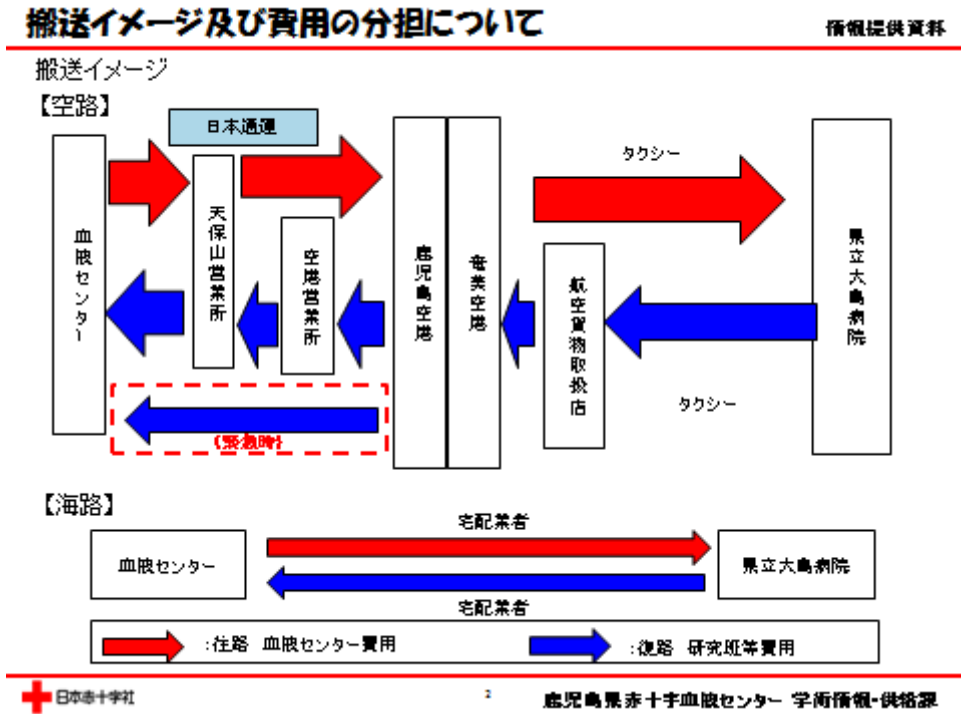 搬送イメージ及び費用の分担について
情報提供資料
搬送イメージ
【空路】
日本通運
血液センター
天保山営業所
空港営業所
鹿児島空港
奄美空港
タクシー
航空貨物取扱店
県立大島病院
タクシー
(緊急時)
【海路】
宅配業者
血液センター
県立大島病院
宅配業者
:往路 血液センター費用
:復路 研究班等費用
日本赤十字社
2
鹿児島県赤十字血液センター 学術情報・供給課